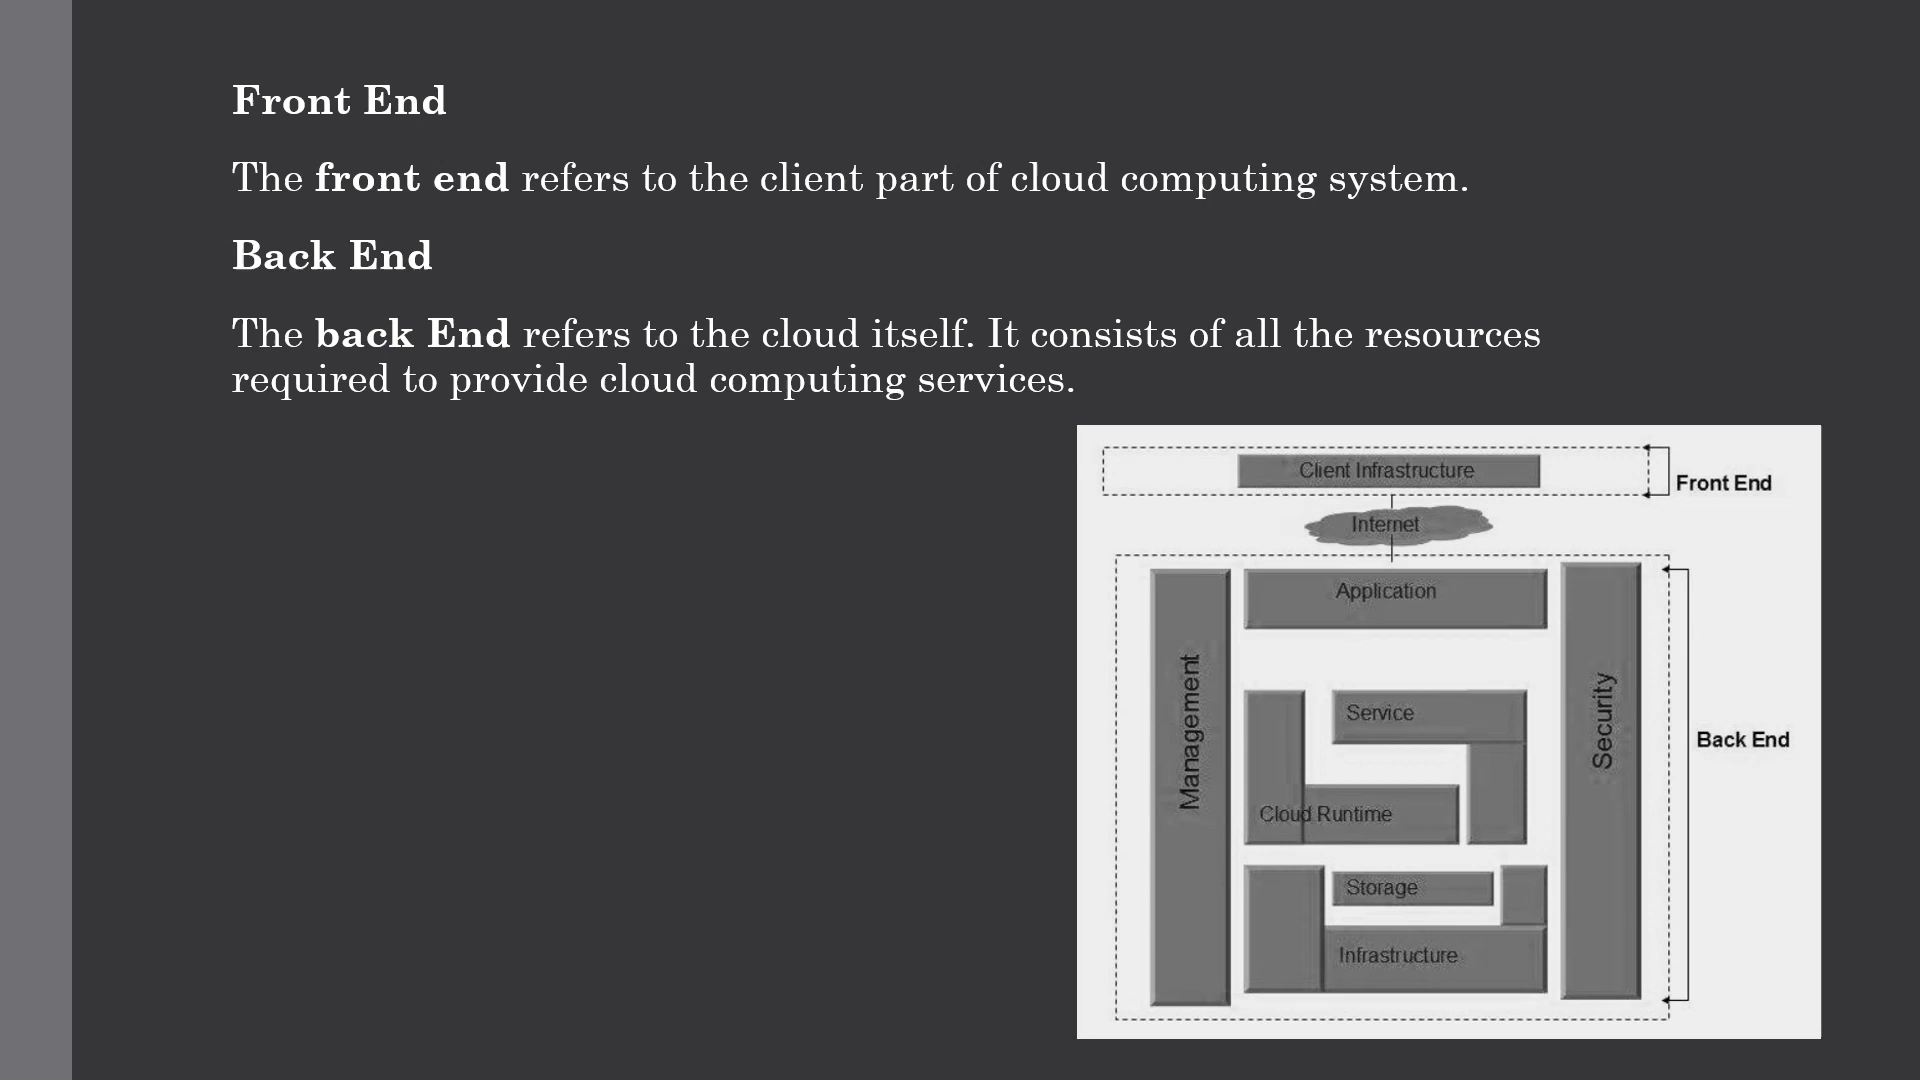 Front End
The front end refers to the client part of cloud computing system.
Back End
The back End refers to the cloud itself. It consists of all the resources
required to provide cloud computing services.
Client Infrastructure
Front End
Internet
Application
Management
Security
Service
Back End
Cloud Runtime
Storage
Infrastructure